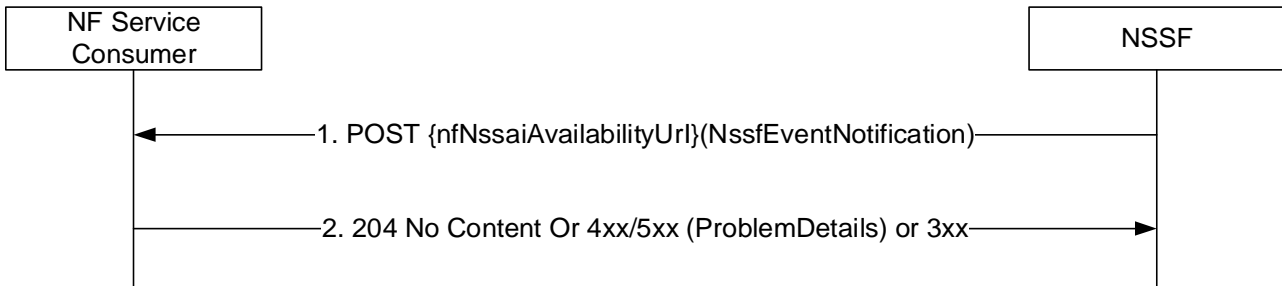 NF Service
Consumer
NSSF
1. POST {nfNssaiAvailabilityUrl}(NssfEventNotification)
2. 204 No Content Or 4xx/5xx (ProblemDetails) or 3xx